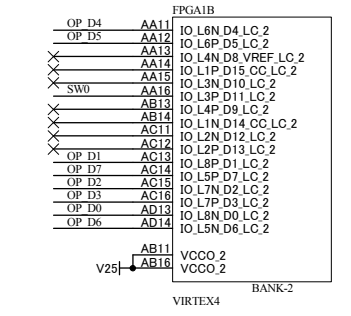 FPGA1B
OP_D4 AA11 IO_L6N_D4_LC_2
OP_D5 AA12 IO_L6P_D5_LC_2
AA13 IO_L4N_D8_VREF_LC_2
AA14 IO_L1P_D15_CC_LC_2
AA15 IO_L3N_D10_LC_2
SW0 AA16 IO_L3P_D11_LC_2
AB13 IO_L4P_D9_LC_2
AB14 IO_L1N_D14_CC_LC_2
AC11 IO_L2N_D12_LC_2
AC12 IO_L2P_D13_LC_2
OP_D1 AC13 IO_L8P_D1_LC_2
OP_D7 AC14 IO_L5P_D7_LC_2
OP_D2 AC15 IO_L7N_D2_LC_2
OP_D3 AC16 IO_L7P_D3_LC_2
OP_D0 AD13 IO_L8N_D0_LC_2
OP_D6 AD14 IO_L5N_D6_LC_2
AB11 VCCO_2
V25 AB16 VCCO_2
BANK-2
VIRTEX4